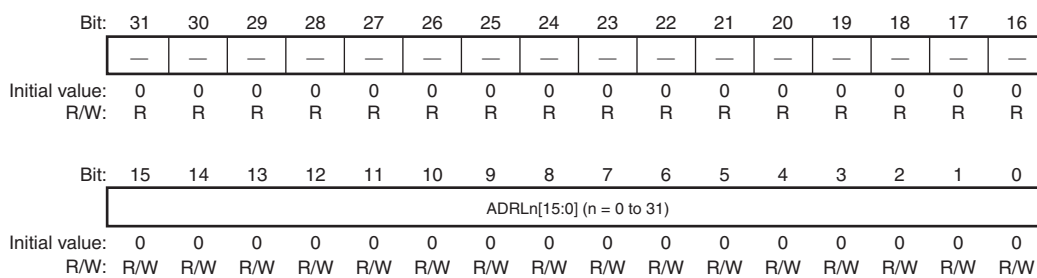 Bit: 31 30 29 28 27 26 25 24 23 22 21 20 19 18 17 16
— — — — — — — — — — — — — — — —
Initial value: 0 0 0 0 0 0 0 0 0 0 0 0 0 0 0 0
R/W: R R R R R R R R R R R R R R R R
Bit: 15 14 13 12 11 10 9 8 7 6 5 4 3 2 1 0
ADRLn[15:0] (n = 0 to 31)
Initial value: 0 0 0 0 0 0 0 0 0 0 0 0 0 0 0 0
R/W: R/W R/W R/W R/W R/W R/W R/W R/W R/W R/W R/W R/W R/W R/W R/W R/W